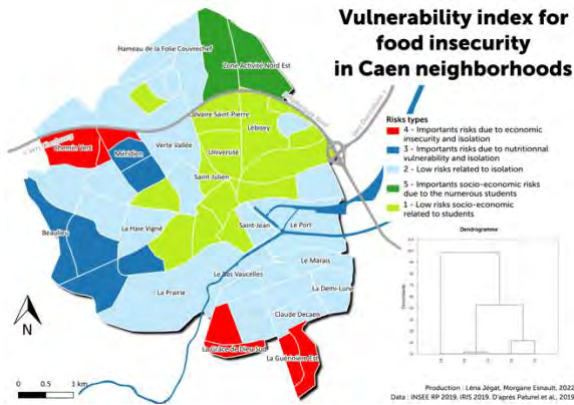 Vulnerability index for
food insecurity
in Caen neighborhoods
Hameau de la Folie Couvrechef
Zone Activité Nord Est
Calvaire Saint-Pierre
Lébisey
Chemin Vert
Méridien
Verte Vallée
Université
Saint Julien
Beaulieu
La Haie Vigné
Saint-Jean
Le Port
Le Bas Vaucelles
Le Marais
La Prairie
La Demi-Lune
Claude Decaen
La Grâce de Dieu Sud
La Guérinière Est
Risks types
4 - Importants risks due to economic
insecurity and isolation
3 - Importants risks due to nutritionnal
vulnerability and isolation
2 - Low risks related to isolation
5 - Importants socio-economic risks
due to the numerous students
1 - Low risks socio-economic
related to students
Dendrogramme
N
0 0.5 1 km
Production : Léna Jégat, Morgane Esnault, 2022
Data : INSEE RP 2019, IRIS 2019. D'après Paturel et al., 2019